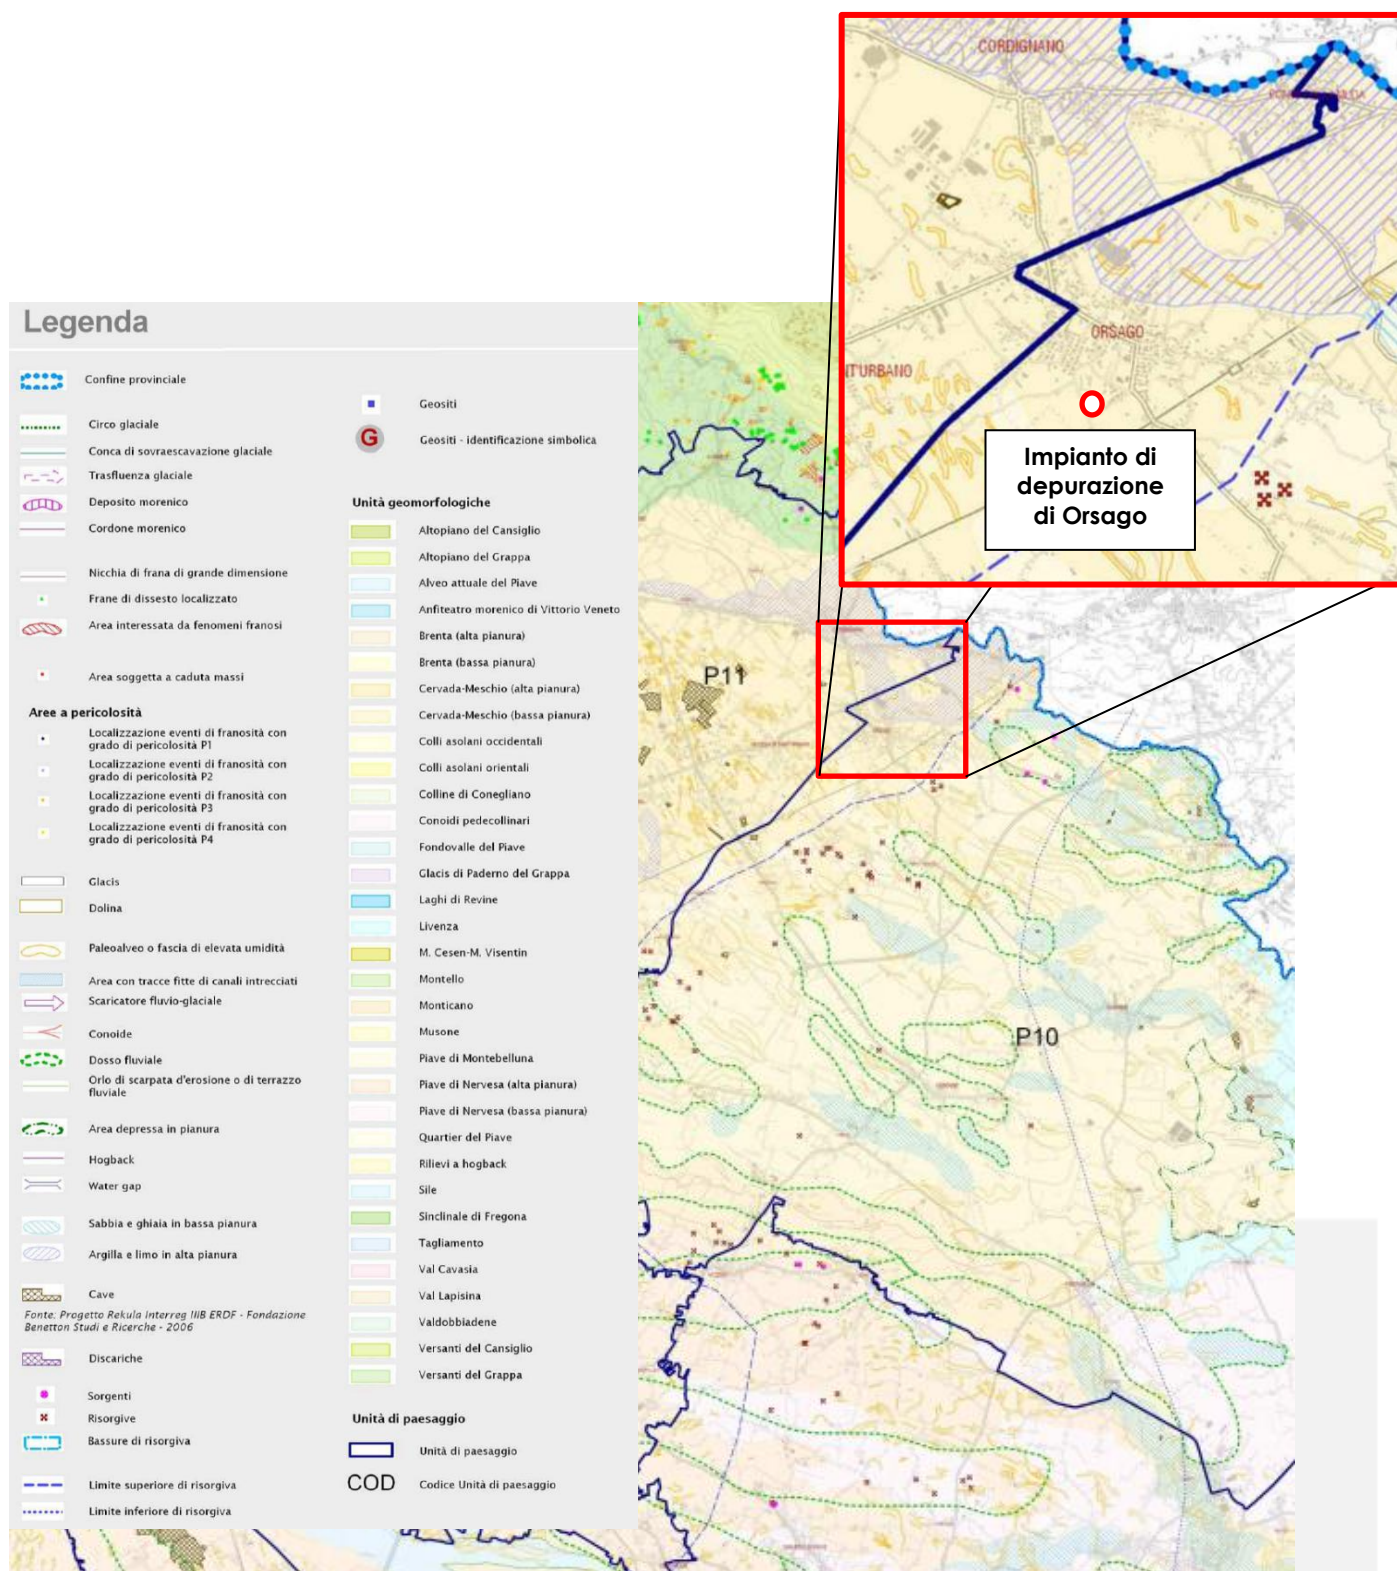 CORDIGNANO
ORSAGO
Impianto di
depurazione
di Orsago
P11
P10
Legenda
Confine provinciale
Circo glaciale
Conca di sovraescavazione glaciale
Trasfluenza glaciale
Deposito morenico
Cordone morenico
Nicchia di frana di grande dimensione
Frane di dissesto localizzato
Area interessata da fenomeni franosi
Area soggetta a caduta massi
Aree a pericolosità
Localizzazione eventi di franosità con
grado di pericolosità P1
Localizzazione eventi di franosità con
grado di pericolosità P2
Localizzazione eventi di franosità con
grado di pericolosità P3
Localizzazione eventi di franosità con
grado di pericolosità P4
Glacis
Dolina
Paleoalveo o fascia di elevata umidità
Area con tracce fitte di canali intrecciati
Scaricatore fluvio-glaciale
Conoide
Dosso fluviale
Orlo di scarpata d'erosione o di terrazzo
fluviale
Area depressa in pianura
Hogback
Water gap
Sabbia e ghiaia in bassa pianura
Argilla e limo in alta pianura
Cave
Fonte: Progetto Rekula Interreg IIIB ERDF - Fondazione
Benetton Studi e Ricerche - 2006
Discariche
Sorgenti
Risorgive
Bassure di risorgiva
Limite superiore di risorgiva
Limite inferiore di risorgiva
Geositi
G Geositi - identificazione simbolica
Unità geomorfologiche
Altopiano del Cansiglio
Altopiano del Grappa
Alveo attuale del Piave
Anfiteatro morenico di Vittorio Veneto
Brenta (alta pianura)
Brenta (bassa pianura)
Cervada-Meschio (alta pianura)
Cervada-Meschio (bassa pianura)
Colli asolani occidentali
Colli asolani orientali
Colline di Conegliano
Conoidi pedecollinari
Fondovalle del Piave
Glacis di Paderno del Grappa
Laghi di Revine
Livenza
M. Cesen-M. Visentin
Montello
Monticano
Musone
Piave di Montebelluna
Piave di Nervesa (alta pianura)
Piave di Nervesa (bassa pianura)
Quartier del Piave
Rilievi a hogback
Sile
Sinclinale di Fregona
Tagliamento
Val Cavasia
Val Lapisina
Valdobbiadene
Versanti del Cansiglio
Versanti del Grappa
Unità di paesaggio
Unità di paesaggio
COD Codice Unità di paesaggio